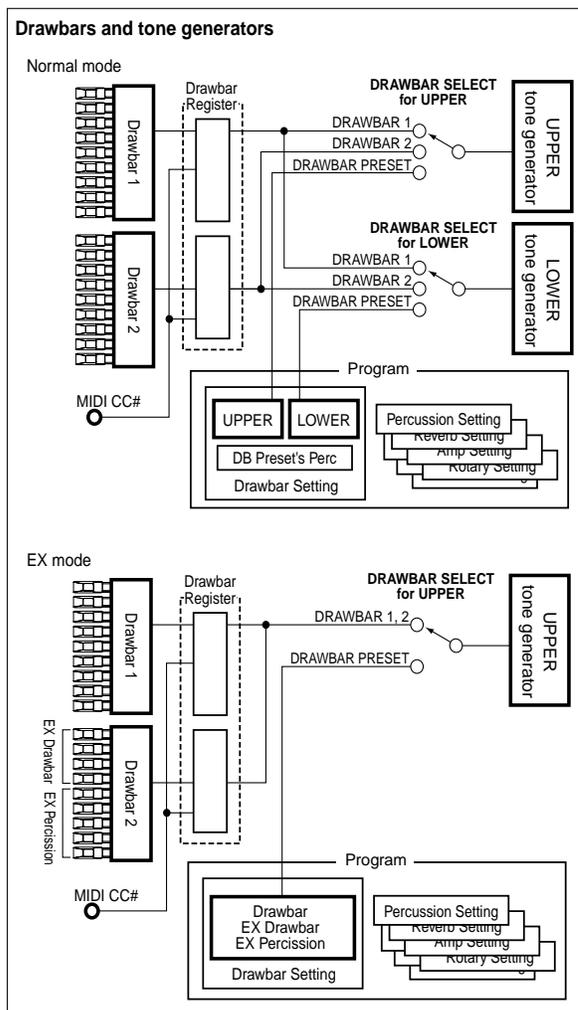 Drawbars and tone generators
Normal mode
Drawbar
Register
DRAWBAR SELECT
for UPPER
Drawbar 1
DRAWBAR 1
DRAWBAR 2
DRAWBAR PRESET
UPPER
tone generator
DRAWBAR SELECT
for LOWER
Drawbar 2
DRAWBAR 1
DRAWBAR 2
DRAWBAR PRESET
LOWER
tone generator
MIDI CC#
Program
UPPER
LOWER
DB Preset's Perc
Drawbar Setting
Percussion Setting
Reverb Setting
Amp Setting
Rotary Setting
EX mode
Drawbar
Register
DRAWBAR SELECT
for UPPER
Drawbar 1
DRAWBAR 1, 2
DRAWBAR PRESET
UPPER
tone generator
EX Drawbar
EX Percission
Drawbar 2
MIDI CC#
Program
Drawbar
EX Drawbar
EX Percission
Drawbar Setting
Percussion Setting
Reverb Setting
Amp Setting
Rotary Setting